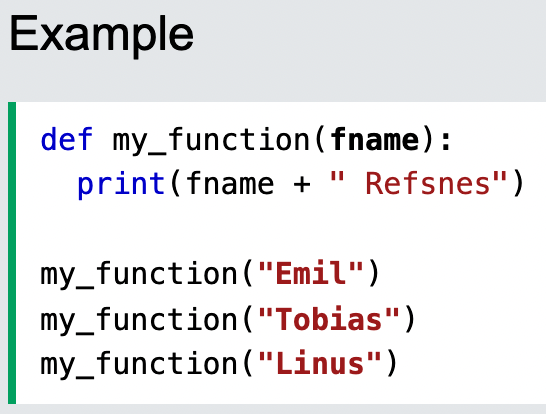 Example
def my_function(fname):
  print(fname + " Refsnes")
my_function("Emil")
my_function("Tobias")
my_function("Linus")